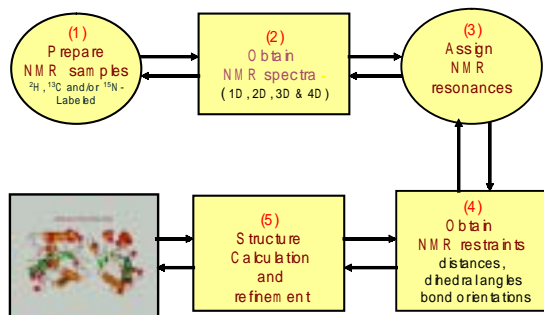 (1)
Prepare
NMR samples
²H, ¹³C and/or ¹⁵N-
Labeled
(2)
Obtain
NMR spectra
(1D, 2D, 3D & 4D)
(3)
Assign
NMR
resonances
(4)
Obtain
NMR restraints
distances,
dihedral angles
bond orientations
(5)
Structure
Calculation
and
refinement